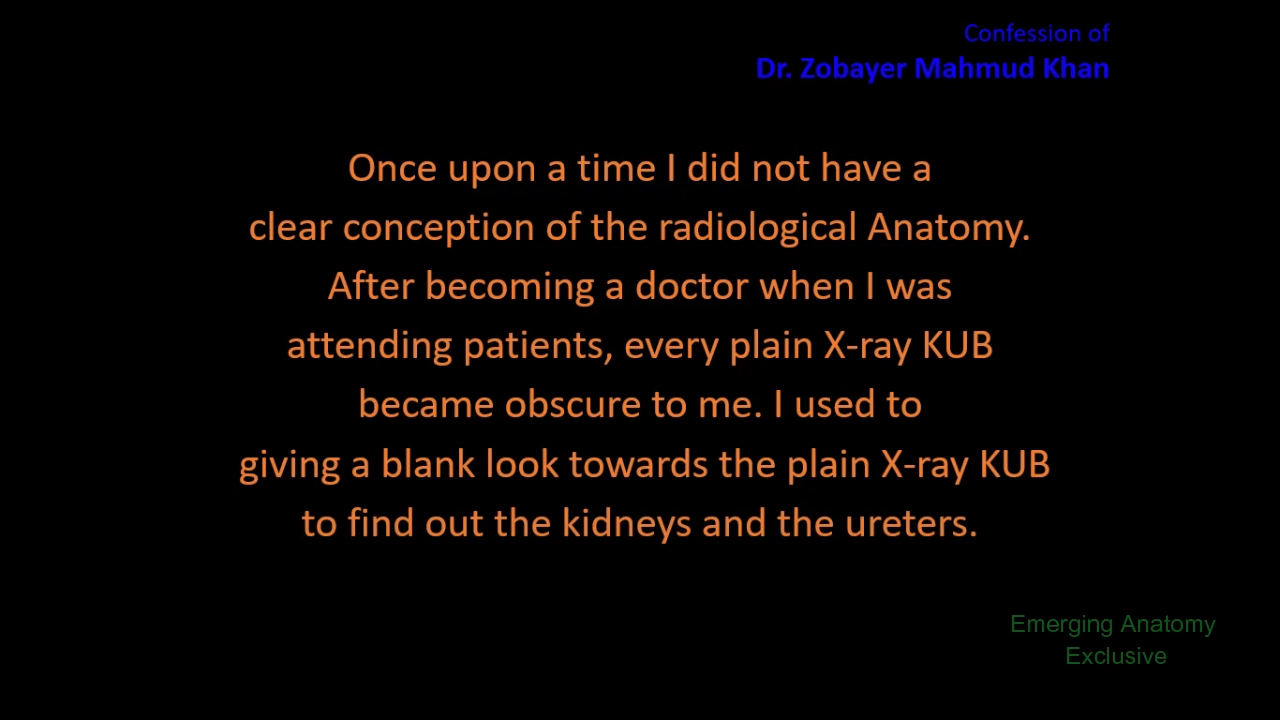 Confession of
Dr. Zobayer Mahmud Khan
Once upon a time I did not have a
clear conception of the radiological Anatomy.
After becoming a doctor when I was
attending patients, every plain X-ray KUB
became obscure to me. I used to
giving a blank look towards the plain X-ray KUB
to find out the kidneys and the ureters.
Emerging Anatomy
Exclusive